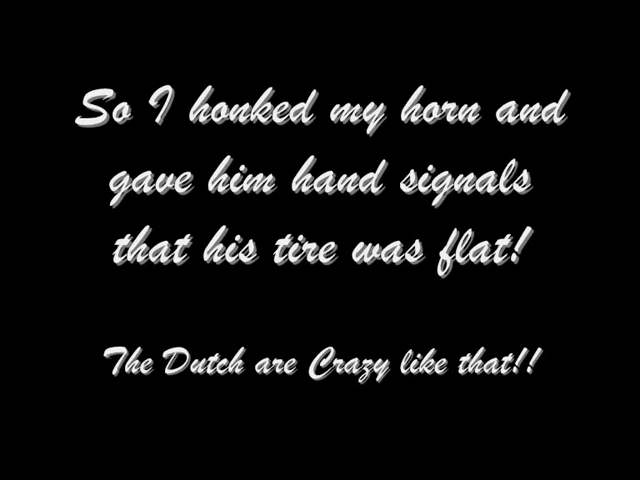 So I honked my horn and
gave him hand signals
that his tire was flat!
The Dutch are Crazy like that!!